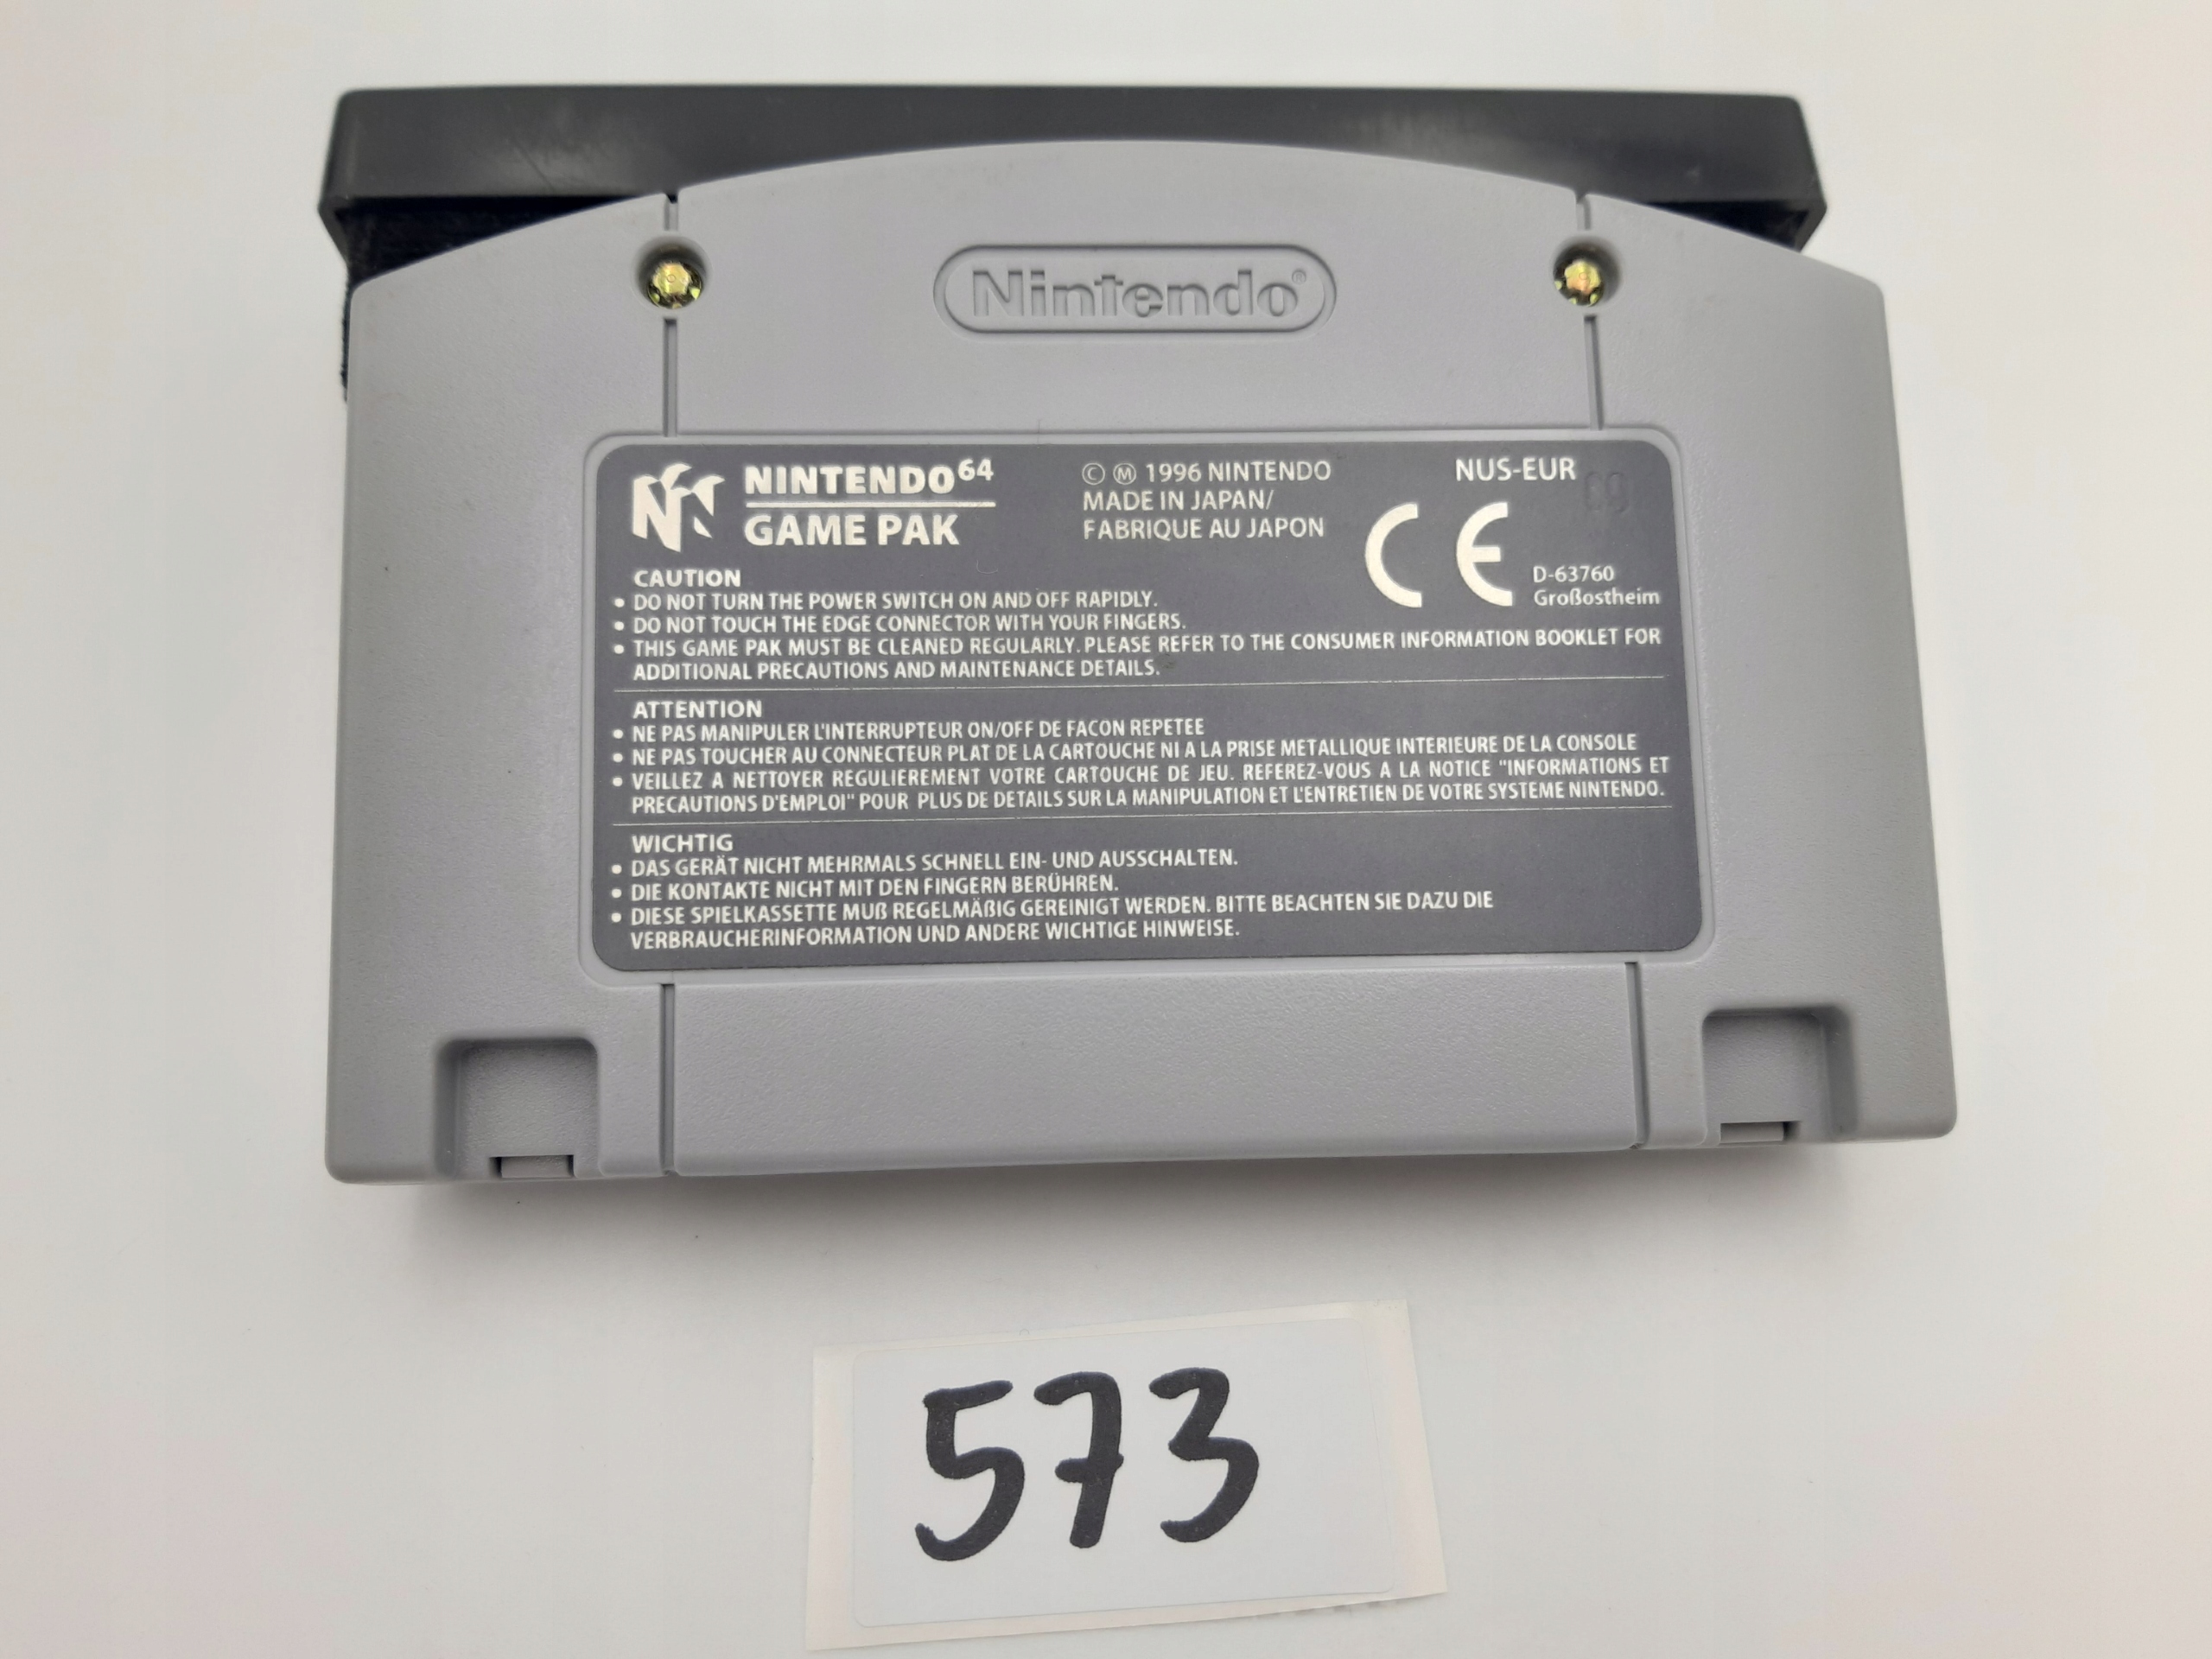 Nintendo®
NINTENDO64
GAME PAK
© Ⓜ 1996 NINTENDO
MADE IN JAPAN/
FABRIQUE AU JAPON
NUS-EUR
CE
D-63760
Großostheim
CAUTION
• DO NOT TURN THE POWER SWITCH ON AND OFF RAPIDLY.
• DO NOT TOUCH THE EDGE CONNECTOR WITH YOUR FINGERS.
• THIS GAME PAK MUST BE CLEANED REGULARLY. PLEASE REFER TO THE CONSUMER INFORMATION BOOKLET FOR
ADDITIONAL PRECAUTIONS AND MAINTENANCE DETAILS.
ATTENTION
• NE PAS MANIPULER L'INTERRUPTEUR ON/OFF DE FACON REPETEE
• NE PAS TOUCHER AU CONNECTEUR PLAT DE LA CARTOUCHE NI A LA PRISE METALLIQUE INTERIEURE DE LA CONSOLE
• VEILLEZ A NETTOYER REGULIEREMENT VOTRE CARTOUCHE DE JEU. REFEREZ-VOUS A LA NOTICE "INFORMATIONS ET
PRECAUTIONS D'EMPLOI" POUR PLUS DE DETAILS SUR LA MANIPULATION ET L'ENTRETIEN DE VOTRE SYSTEME NINTENDO.
WICHTIG
• DAS GERÄT NICHT MEHRMALS SCHNELL EIN- UND AUSSCHALTEN.
• DIE KONTAKTE NICHT MIT DEN FINGERN BERÜHREN.
• DIESE SPIELKASSETTE MUß REGELMÄßIG GEREINIGT WERDEN. BITTE BEACHTEN SIE DAZU DIE
VERBRAUCHERINFORMATION UND ANDERE WICHTIGE HINWEISE.
573